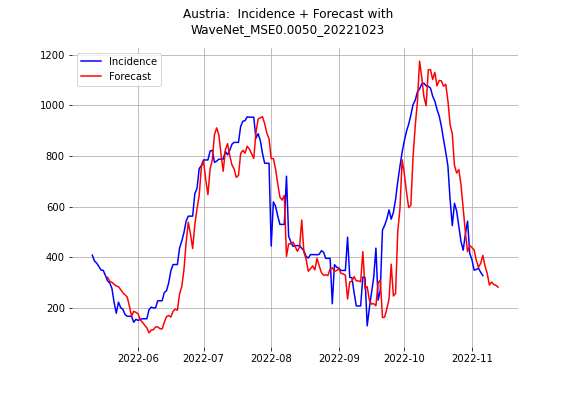 Austria:  Incidence + Forecast with
WaveNet_MSE0.0050_20221023
Incidence
Forecast
1200
1000
800
600
400
200
2022-06 2022-07 2022-08 2022-09 2022-10 2022-11